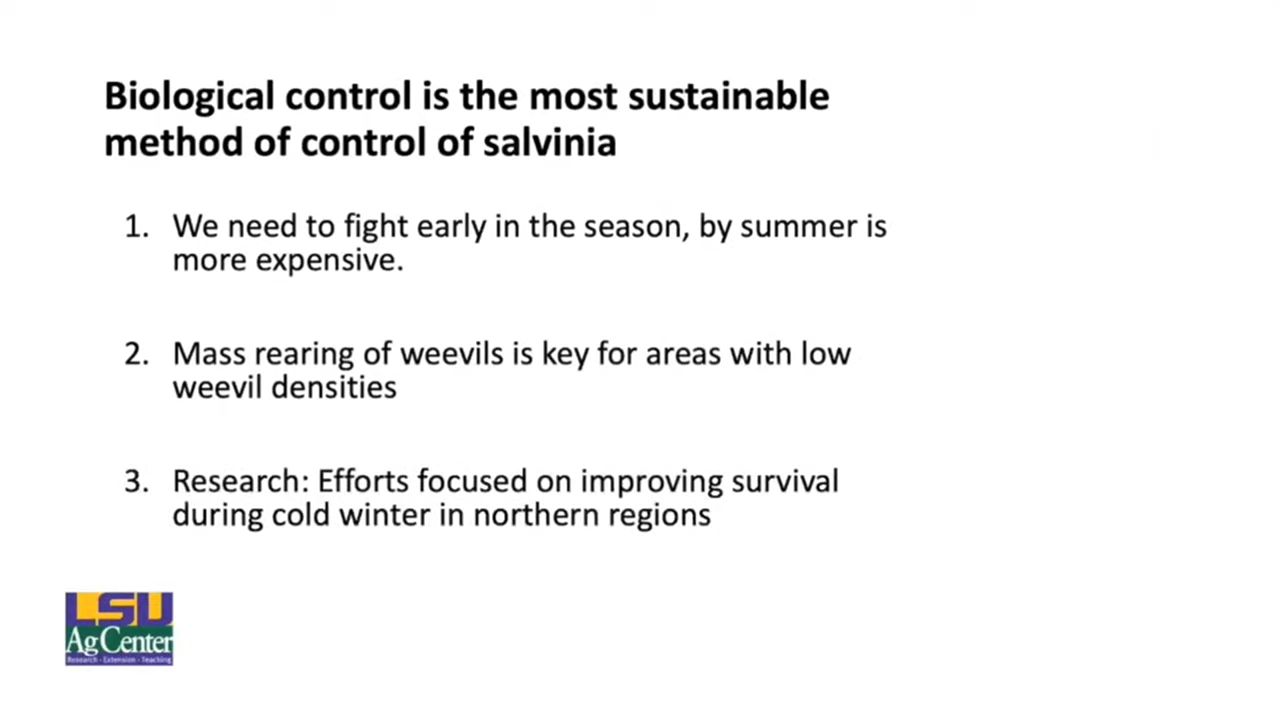 Biological control is the most sustainable
method of control of salvinia
1. We need to fight early in the season, by summer is
more expensive.
2. Mass rearing of weevils is key for areas with low
weevil densities
3. Research: Efforts focused on improving survival
during cold winter in northern regions
LSU
AgCenter
Research - Extension - Teaching